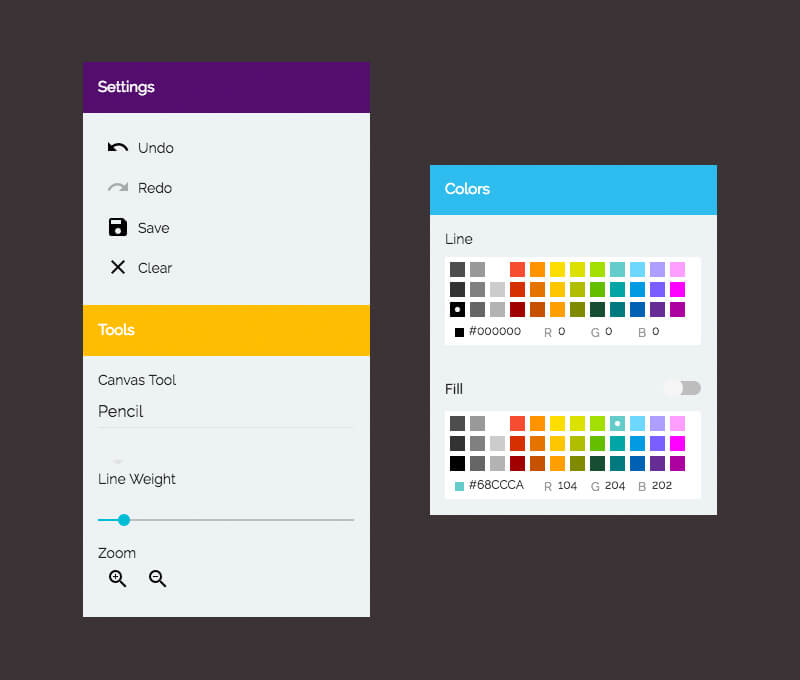 Settings
Undo
Redo
Save
Clear
Tools
Canvas Tool
Pencil
Line Weight
Zoom
Colors
Line
#000000 R 0 G 0 B 0
Fill
#68CCCA R 104 G 204 B 202